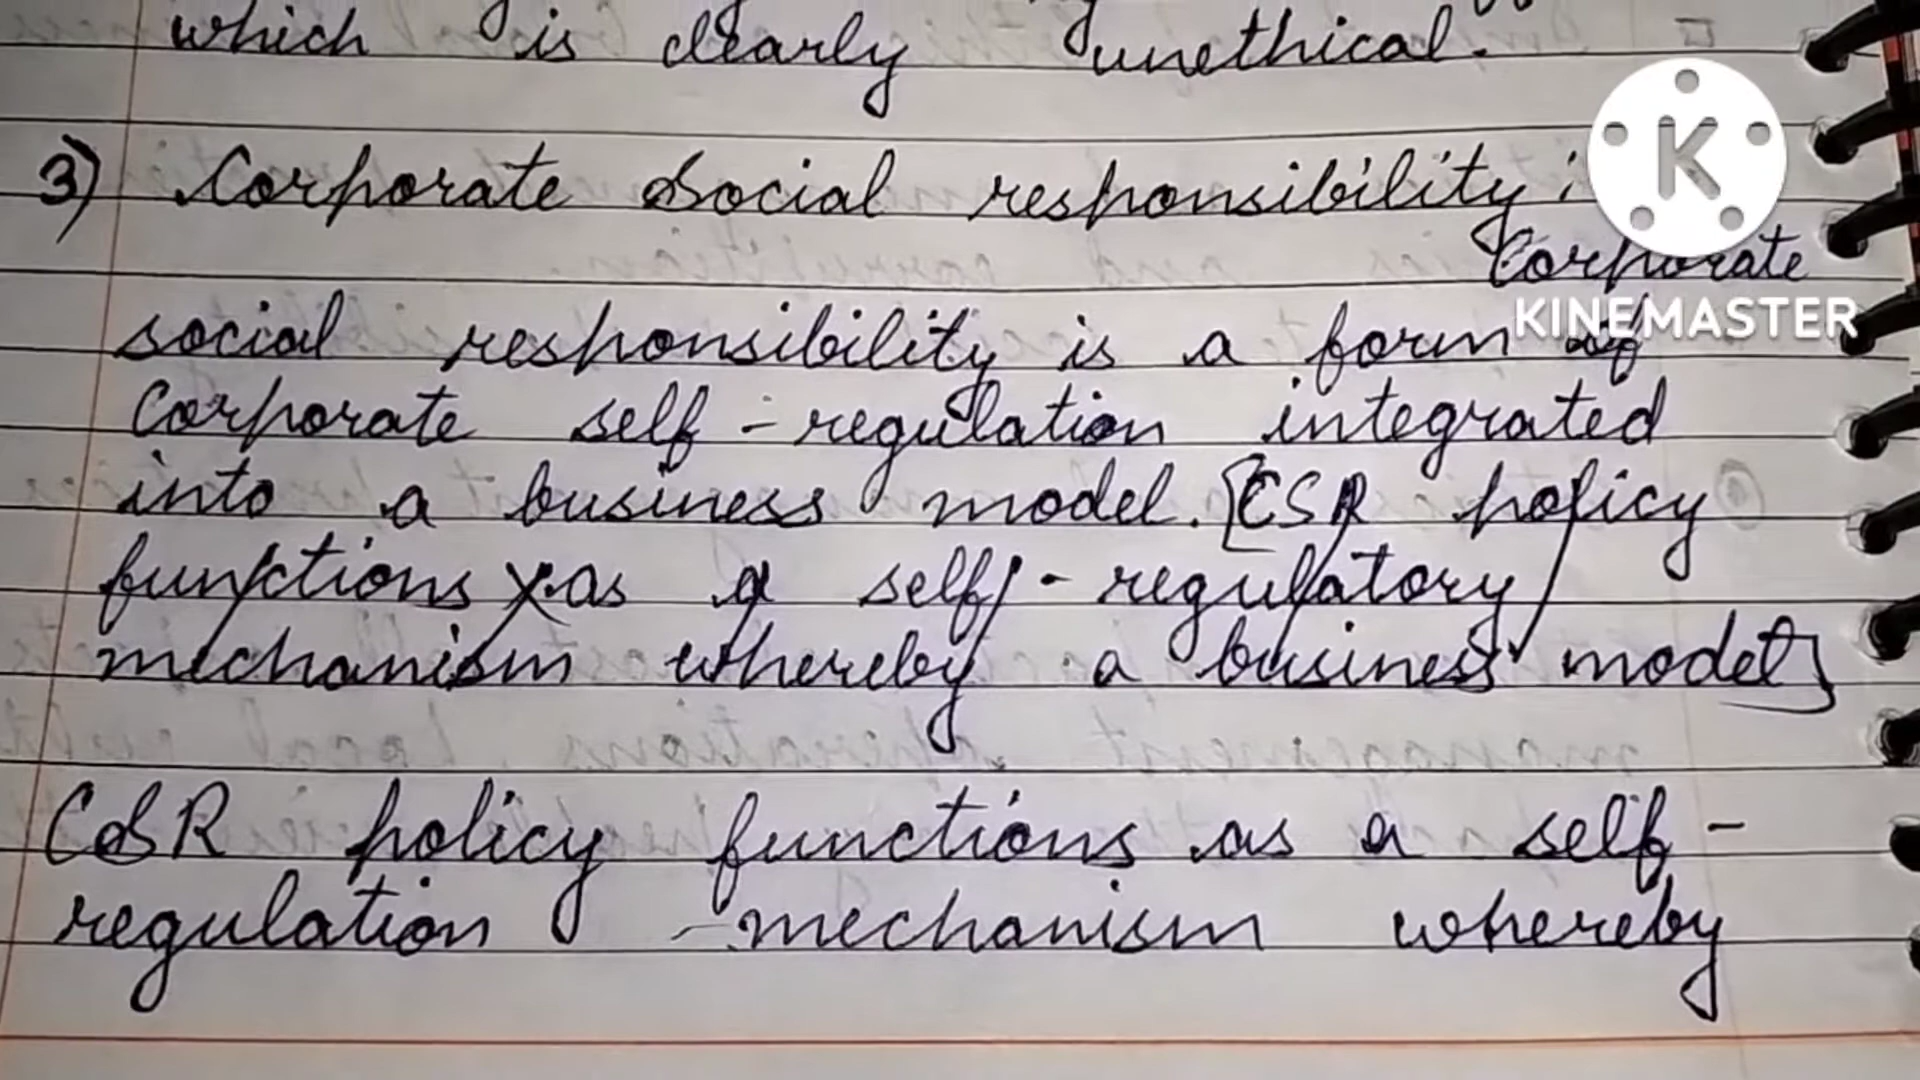 which is clearly unethical.
3) Corporate Social responsibility :
Corporate
social responsibility is a form of
Corporate self-regulation integrated
into a business model. [CSR policy
functions as a self-regulatory
mechanism whereby a business model]
CSR policy functions as a self-
regulation mechanism whereby
K
KINEMASTER